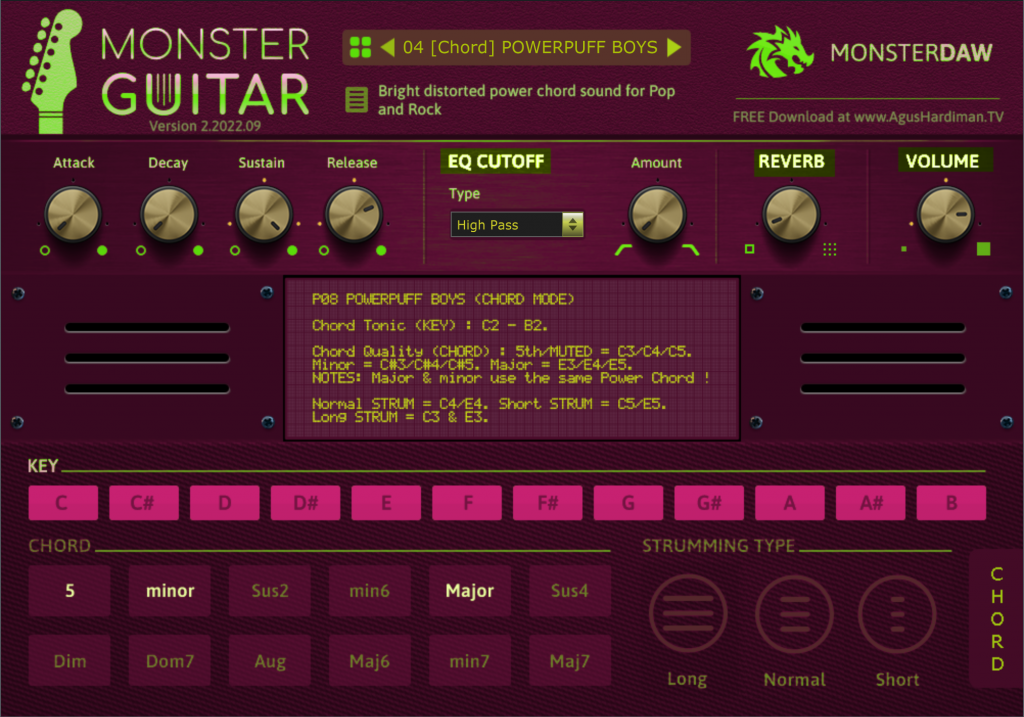 MONSTER
GUITAR
Version 2.2022.09
04 [Chord] POWERPUFF BOYS
Bright distorted power chord sound for Pop
and Rock
MONSTERDAW
FREE Download at www.AgusHardiman.TV
Attack Decay Sustain Release EQ CUTOFF Amount REVERB VOLUME
Type
High Pass
P08 POWERPUFF BOYS (CHORD MODE)
Chord Tonic (KEY) : C2 - B2.
Chord Quality (CHORD) : 5th/MUTED = C3/C4/C5.
Minor = C#3/C#4/C#5. Major = E3/E4/E5.
NOTES: Major & minor use the same Power Chord !
Normal STRUM = C4/E4. Short STRUM = C5/E5.
Long STRUM = C3 & E3.
KEY
C C# D D# E F F# G G# A A# B
CHORD STRUMMING TYPE
5 minor Sus2 min6 Major Sus4
Dim Dom7 Aug Maj6 min7 Maj7
Long Normal Short
CHORD